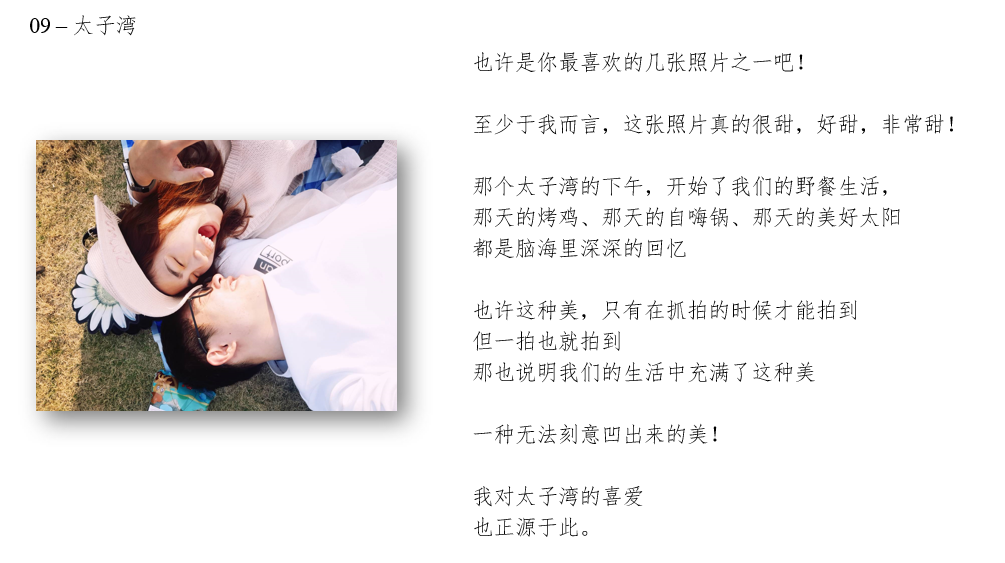 09 – 太子湾
也许是你最喜欢的几张照片之一吧！
至少于我而言，这张照片真的很甜，好甜，非常甜！
那个太子湾的下午，开始了我们的野餐生活，
那天的烤鸡、那天的自嗨锅、那天的美好太阳
都是脑海里深深的回忆
也许这种美，只有在抓拍的时候才能拍到
但一拍也就拍到
那也说明我们的生活中充满了这种美
一种无法刻意凹出来的美！
我对太子湾的喜爱
也正源于此。